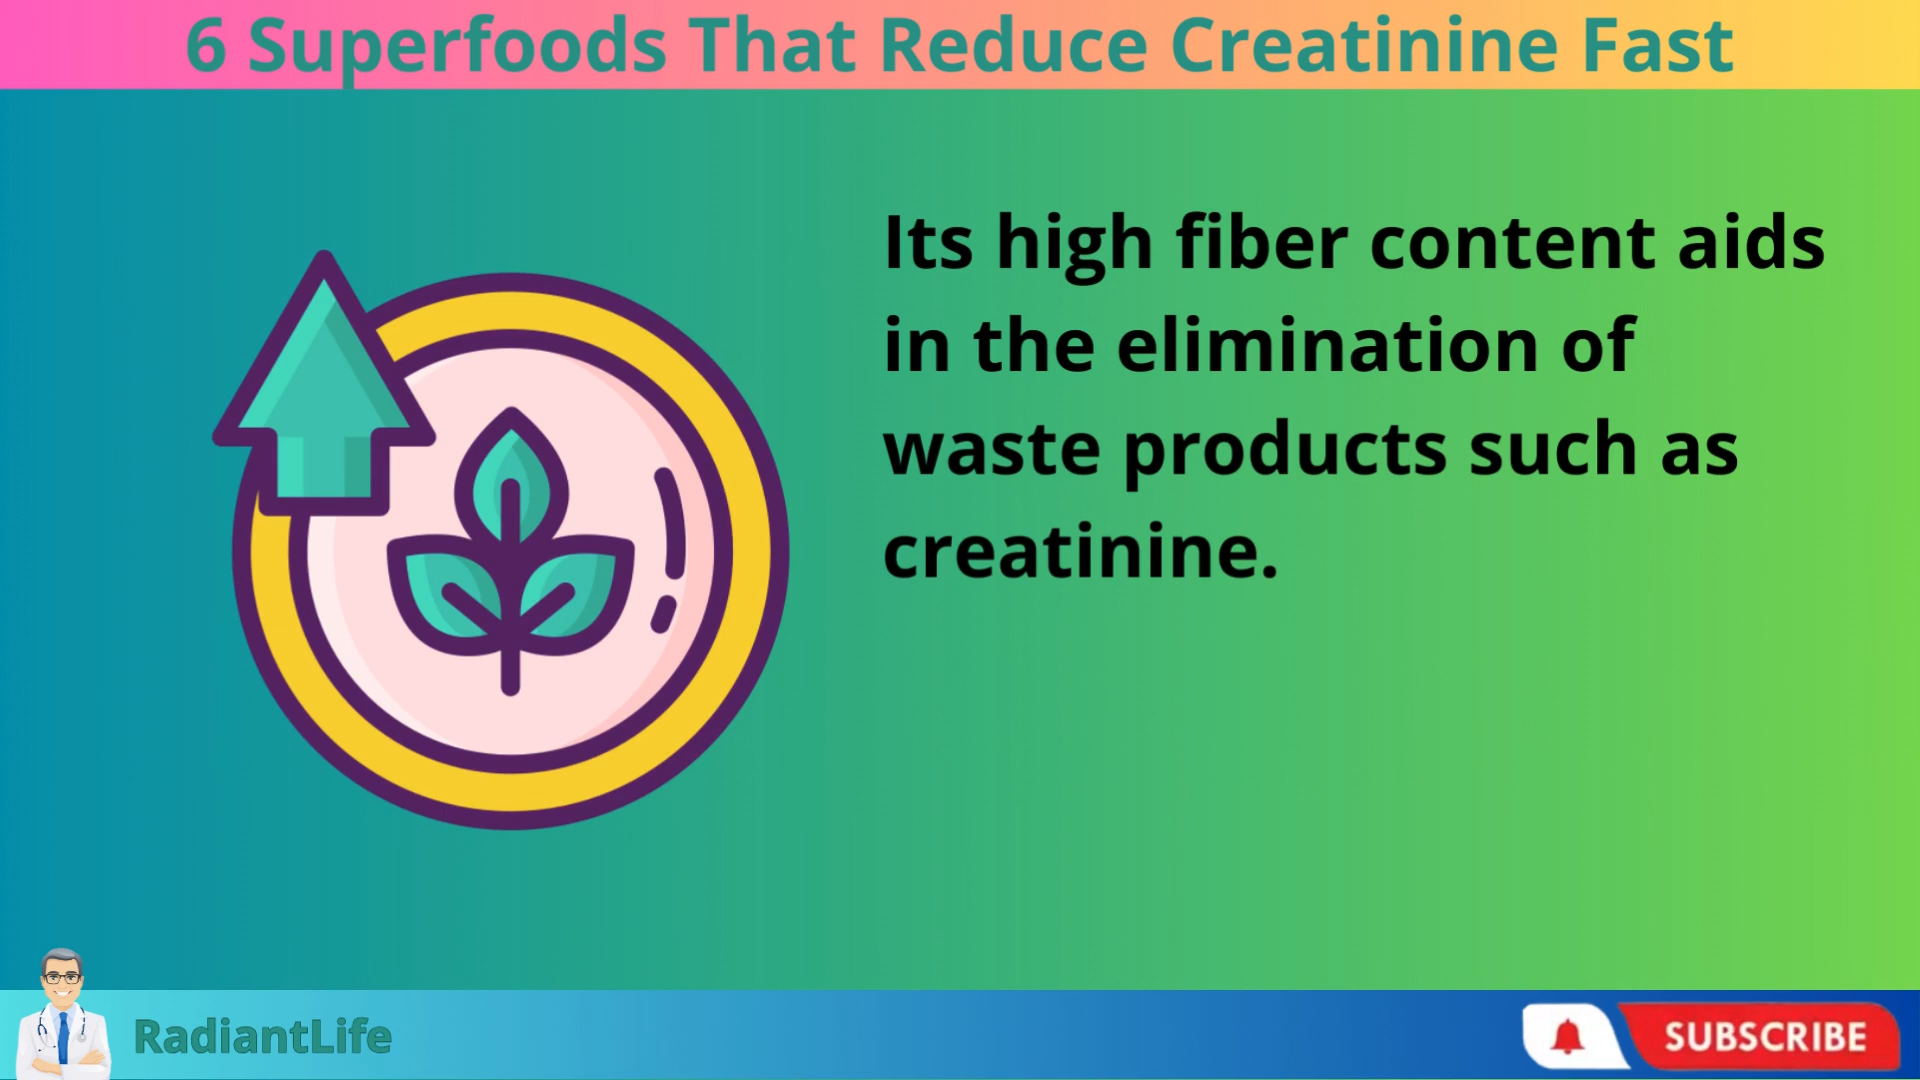 6 Superfoods That Reduce Creatinine Fast
Its high fiber content aids
in the elimination of
waste products such as
creatinine.
RadiantLife
SUBSCRIBE